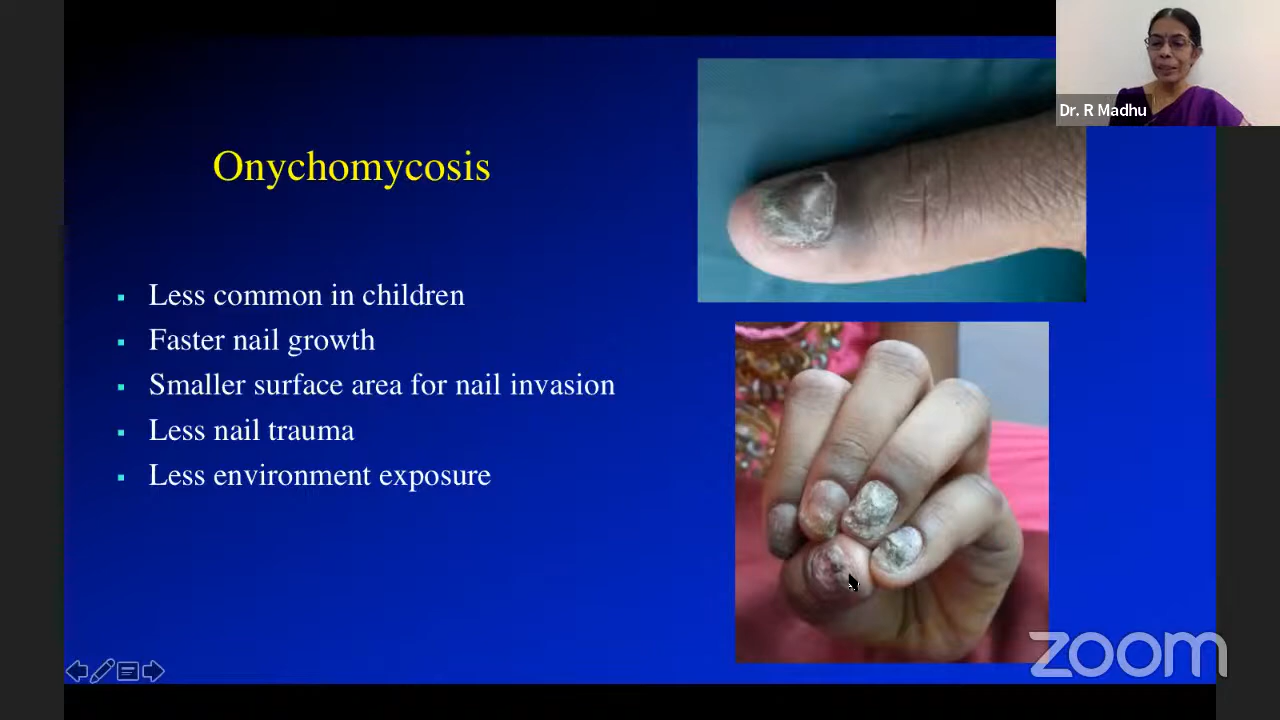 Dr. R Madhu
Onychomycosis
Less common in children
Faster nail growth
Smaller surface area for nail invasion
Less nail trauma
Less environment exposure
zoom